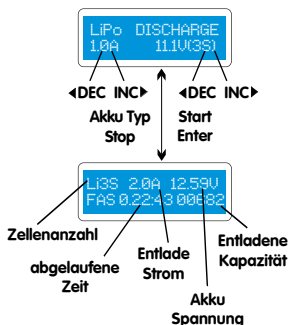 LiPo DISCHARGE
1.0A 11.1V(3S)
◄DEC INC► ◄DEC INC►
Akku Typ Start
Stop Enter
Li3S 2.0A 12.59V
FAS 0.22:43 00682
Zellenanzahl
Entlade Entladene
abgelaufene Strom Kapazität
Zeit
Akku
Spannung